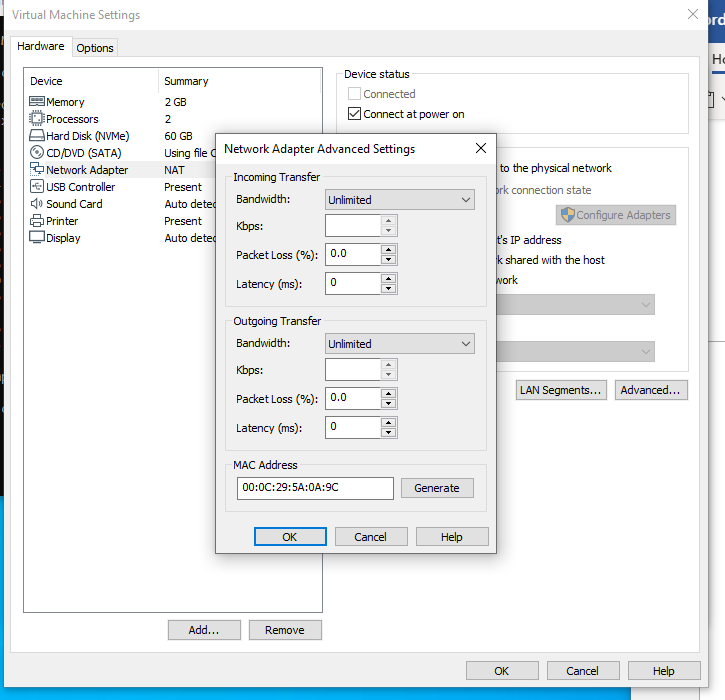 Virtual Machine Settings
Hardware
Options
Device Summary
Memory 2 GB
Processors 2
Hard Disk (NVMe) 60 GB
CD/DVD (SATA) Using file
Network Adapter NAT
USB Controller Present
Sound Card Auto detec
Printer Present
Display Auto detec
Add...
Remove
Device status
Connected
Connect at power on
to the physical network
rk connection state
Configure Adapters
t's IP address
k shared with the host
work
LAN Segments...
Advanced...
Network Adapter Advanced Settings
Incoming Transfer
Bandwidth: Unlimited
Kbps:
Packet Loss (%): 0.0
Latency (ms): 0
Outgoing Transfer
Bandwidth: Unlimited
Kbps:
Packet Loss (%): 0.0
Latency (ms): 0
MAC Address
00:0C:29:5A:0A:9C
Generate
OK
Cancel
Help
OK
Cancel
Help
ord
Ho